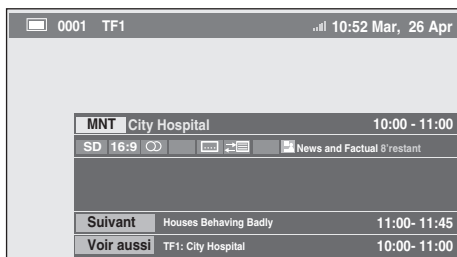 0001 TF1 10:52 Mar, 26 Apr
MNT City Hospital 10:00 - 11:00
SD 16:9 News and Factual 8'restant
Suivant Houses Behaving Badly 11:00- 11:45
Voir aussi TF1: City Hospital 10:00- 11:00